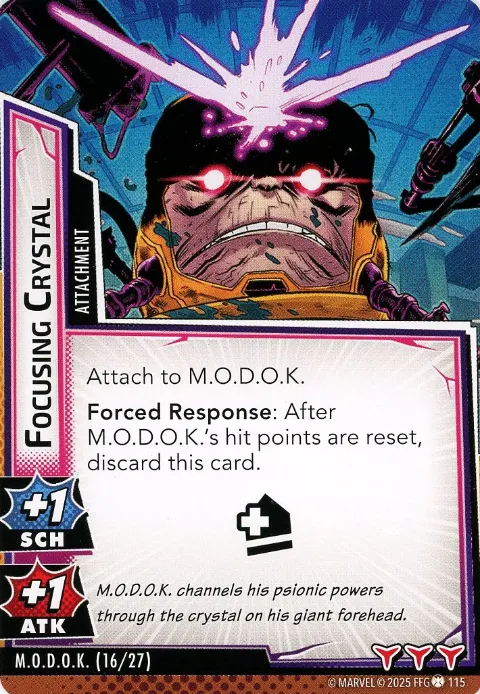 FOCUSING CRYSTAL
ATTACHMENT
Attach to M.O.D.O.K.
Forced Response: After
M.O.D.O.K.'s hit points are reset,
discard this card.
+1
SCH
+1
ATK
M.O.D.O.K. channels his psionic powers
through the crystal on his giant forehead.
M.O.D.O.K. (16/27)
© MARVEL © 2025 FFG 115